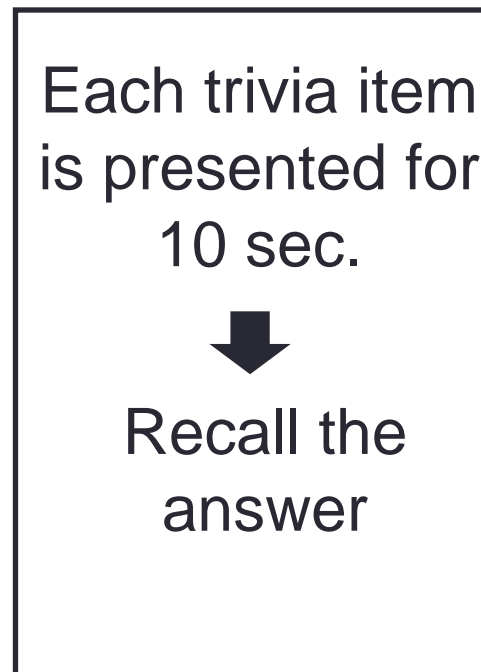 Each trivia item
is presented for
10 sec.
Recall the
answer